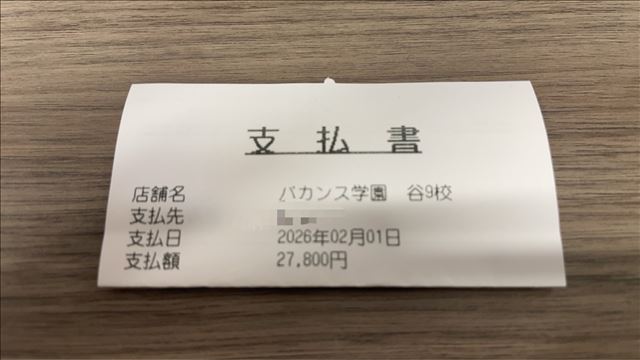 支払書
店舗名 バカンス学園 谷9校
支払先
支払日 2026年02月01日
支払額 27,800円